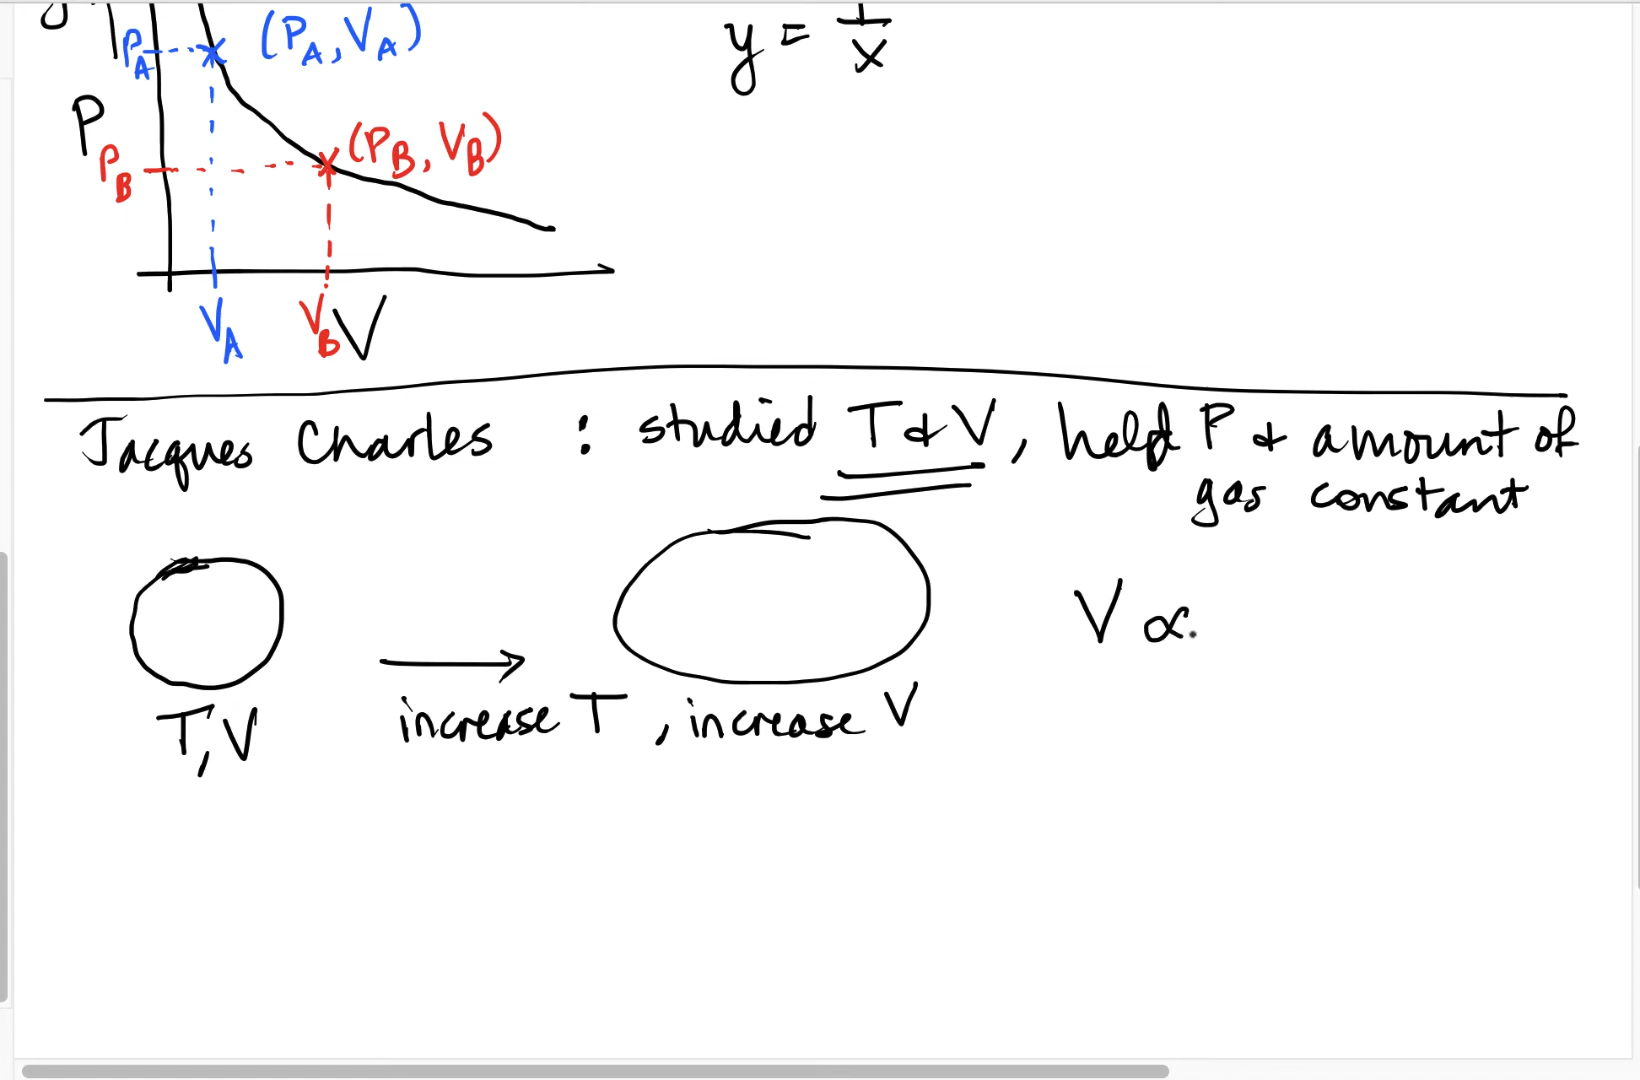 P_A (P_A, V_A) y = 1/x
P
P_B (P_B, V_B)
V_A V_B V
Jacques Charles : studied T & V, held P & amount of
gas constant
V ∝
T, V increase T, increase V